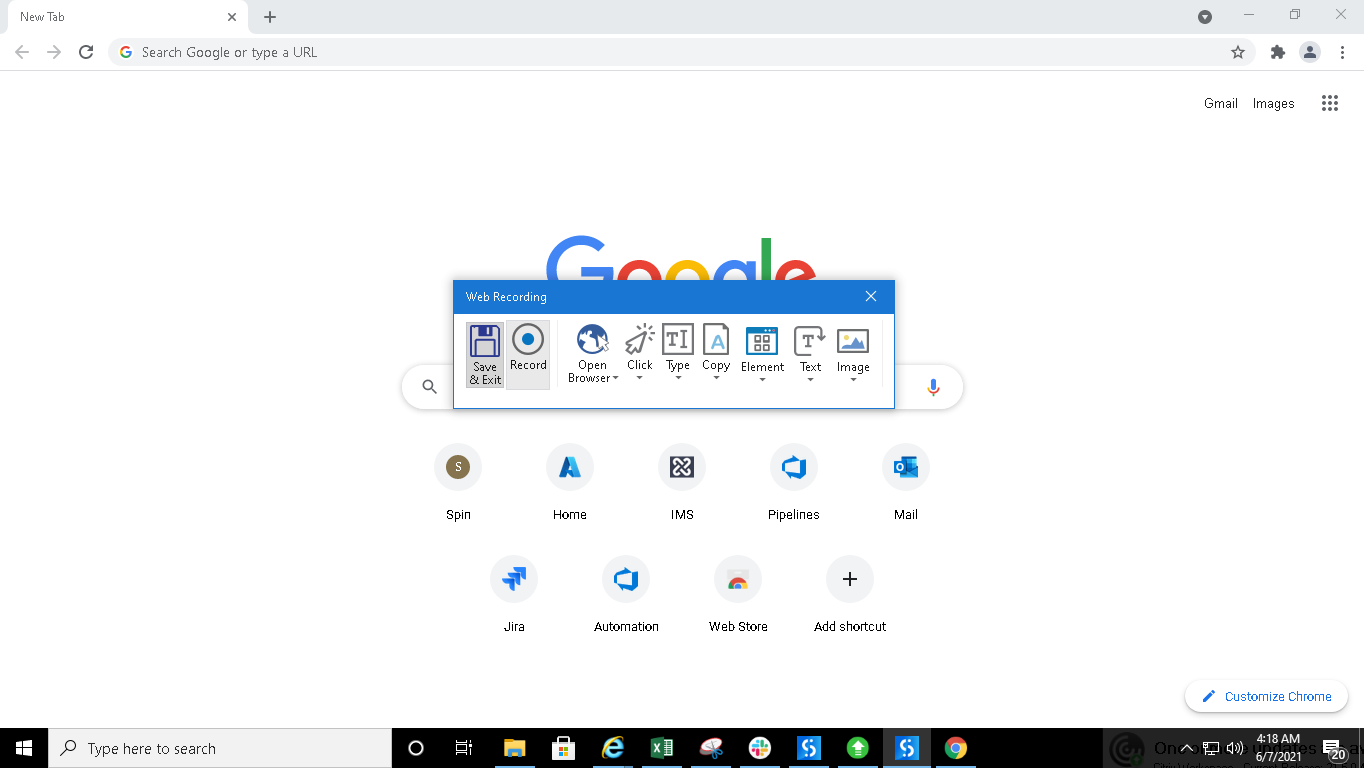 New Tab
Search Google or type a URL
Gmail Images
Google
Web Recording
Save & Exit
Record
Open Browser
Click
Type
Copy
Element
Text
Image
S
Spin
Home
IMS
Pipelines
Mail
Jira
Automation
Web Store
Add shortcut
Customize Chrome
Type here to search
4:18 AM
6/7/2021
20